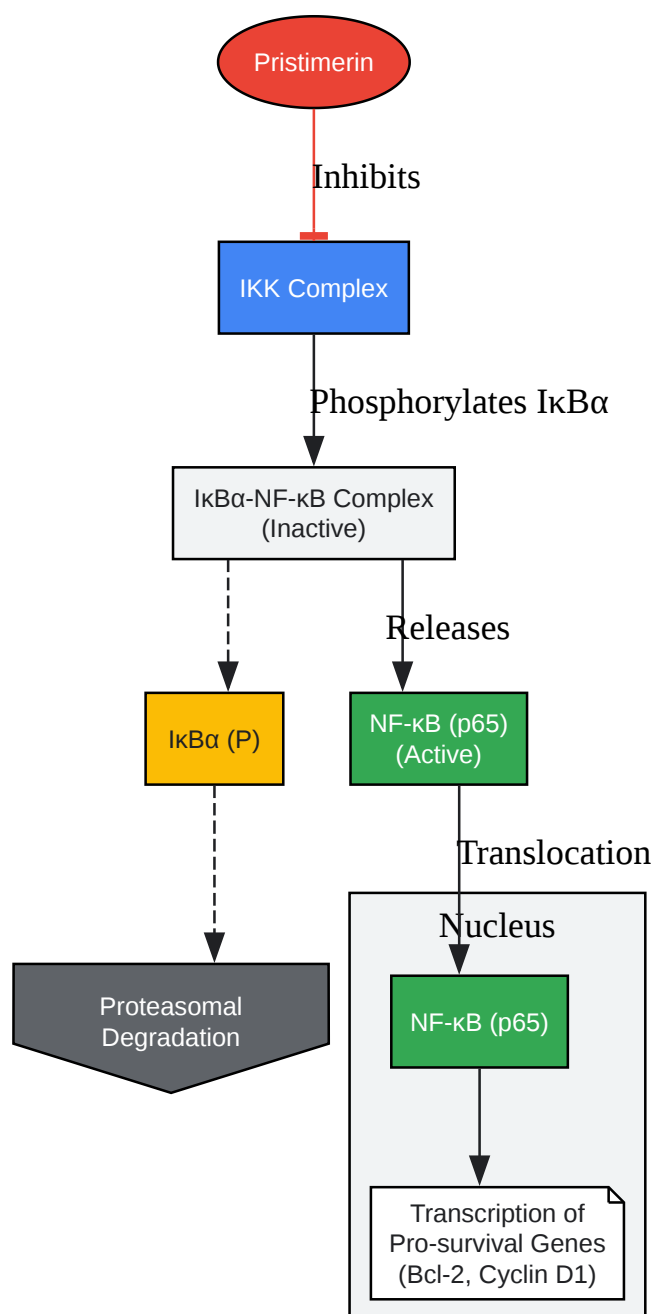 Pristimerin
Inhibits
IKK Complex
Phosphorylates IκBα
IκBα-NF-κB Complex
(Inactive)
Releases
IκBα (P)
NF-κB (p65)
(Active)
Translocation
Nucleus
Proteasomal
Degradation
NF-κB (p65)
Transcription of
Pro-survival Genes
(Bcl-2, Cyclin D1)